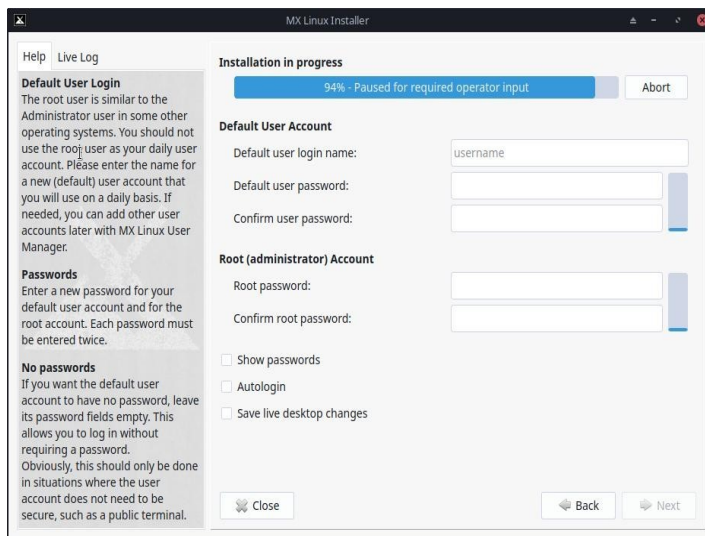 MX Linux Installer
Help
Live Log
Default User Login
The root user is similar to the
Administrator user in some other
operating systems. You should not
use the root user as your daily user
account. Please enter the name for
a new (default) user account that
you will use on a daily basis. If
needed, you can add other user
accounts later with MX Linux User
Manager.
Passwords
Enter a new password for your
default user account and for the
root account. Each password must
be entered twice.
No passwords
If you want the default user
account to have no password, leave
its password fields empty. This
allows you to log in without
requiring a password.
Obviously, this should only be done
in situations where the user
account does not need to be
secure, such as a public terminal.
Installation in progress
94% - Paused for required operator input
Abort
Default User Account
Default user login name:
username
Default user password:
Confirm user password:
Root (administrator) Account
Root password:
Confirm root password:
Show passwords
Autologin
Save live desktop changes
Close
Back
Next